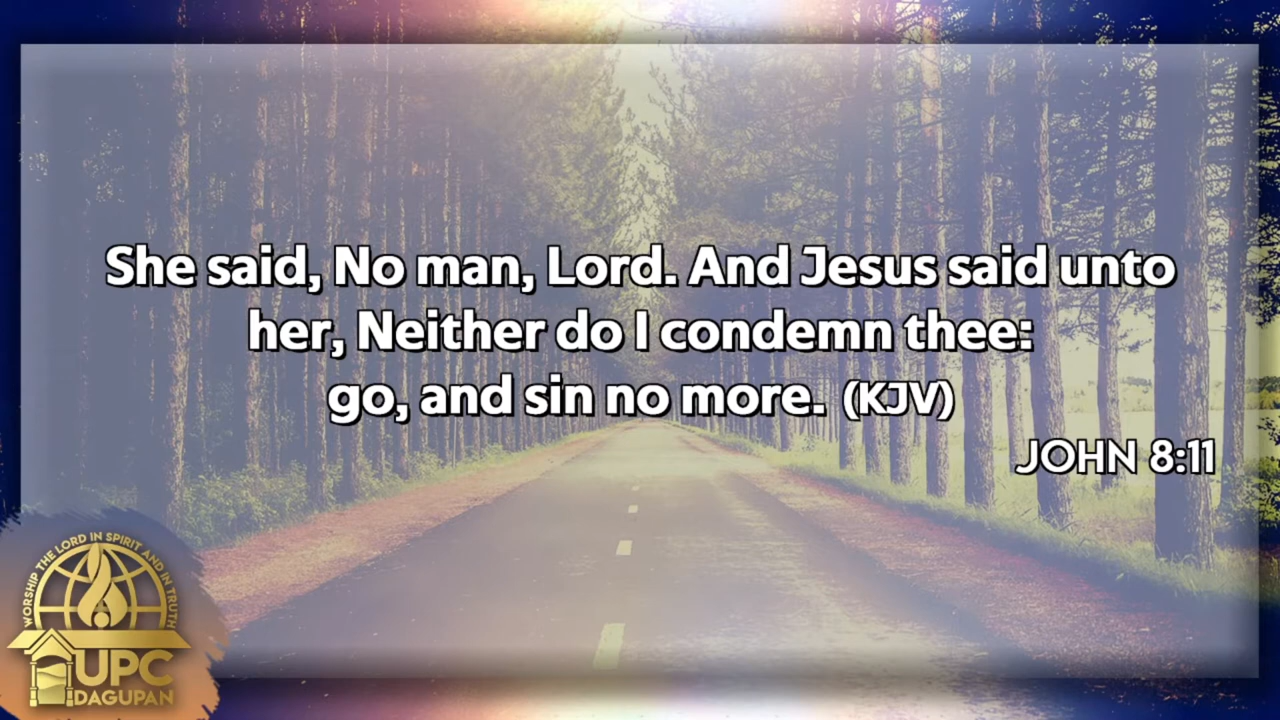 She said, No man, Lord. And Jesus said unto
her, Neither do I condemn thee:
go, and sin no more. (KJV)
JOHN 8:11
WORSHIP THE LORD IN SPIRIT AND IN TRUTH
UPC
DAGUPAN